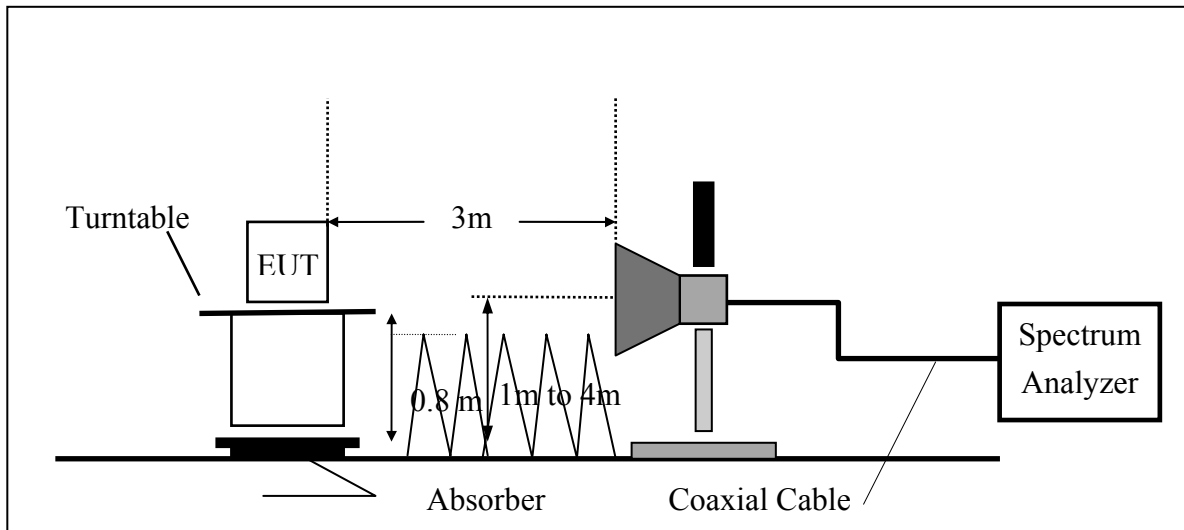 Turntable
3m
EUT
0.8 m
1m to 4m
Spectrum
Analyzer
Absorber
Coaxial Cable